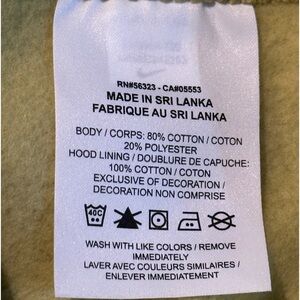 RN#56323 - CA#05553
MADE IN SRI LANKA
FABRIQUE AU SRI LANKA
BODY / CORPS: 80% COTTON / COTON
20% POLYESTER
HOOD LINING / DOUBLURE DE CAPUCHE:
100% COTTON / COTON
EXCLUSIVE OF DECORATION /
DECORATION NON COMPRISE
40C
WASH WITH LIKE COLORS / REMOVE
IMMEDIATELY
LAVER AVEC COULEURS SIMILAIRES /
ENLEVER IMMEDIATEMENT